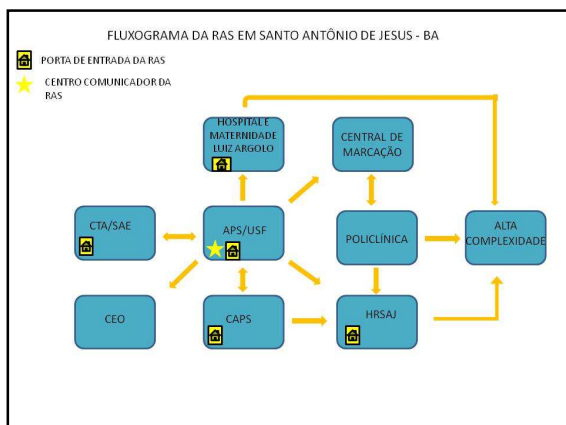 FLUXOGRAMA DA RAS EM SANTO ANTÔNIO DE JESUS - BA
PORTA DE ENTRADA DA RAS
CENTRO COMUNICADOR DA
RAS
HOSPITAL E
MATERNIDADE
LUIZ ARGOLO
CENTRAL DE
MARCAÇÃO
CTA/SAE
APS/USF
POLICLÍNICA
ALTA
COMPLEXIDADE
CEO
CAPS
HRSAJ